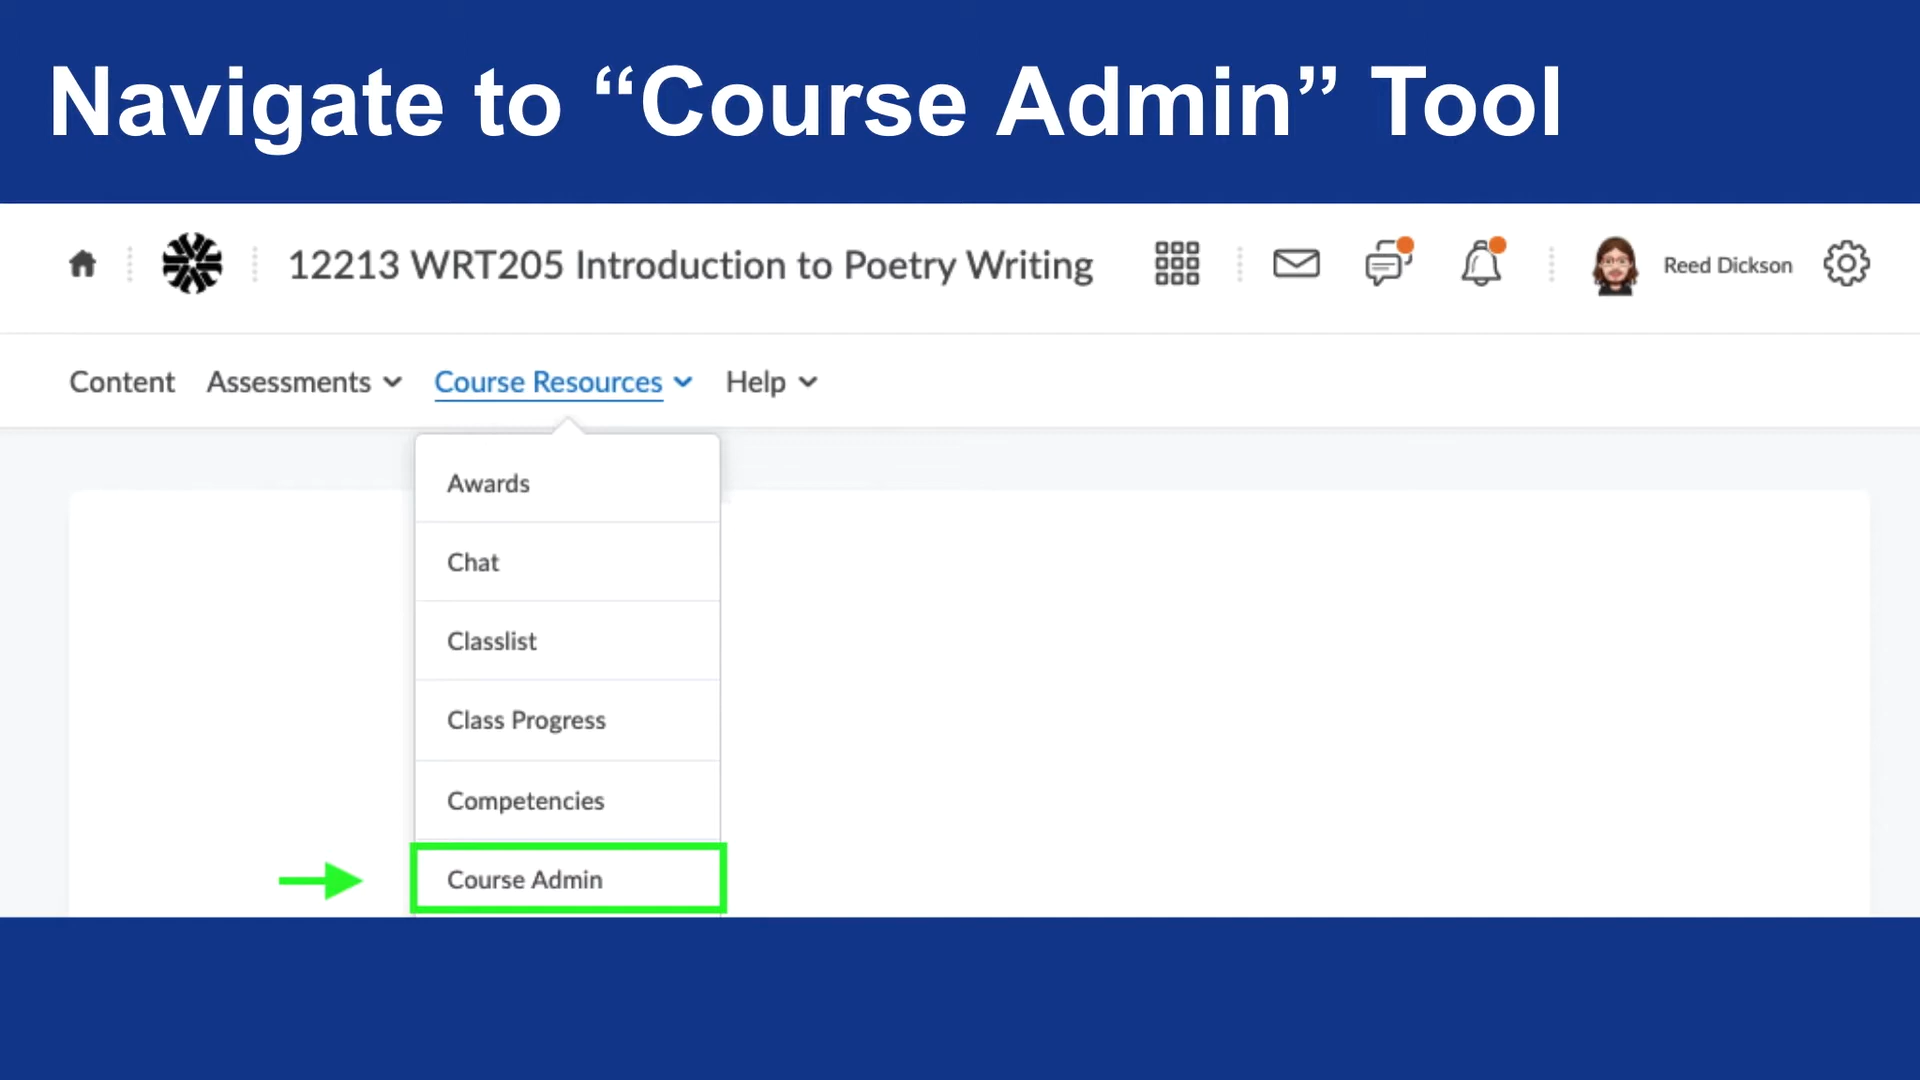 Navigate to “Course Admin” Tool
12213 WRT205 Introduction to Poetry Writing
Reed Dickson
Content Assessments Course Resources Help
Awards
Chat
Classlist
Class Progress
Competencies
Course Admin